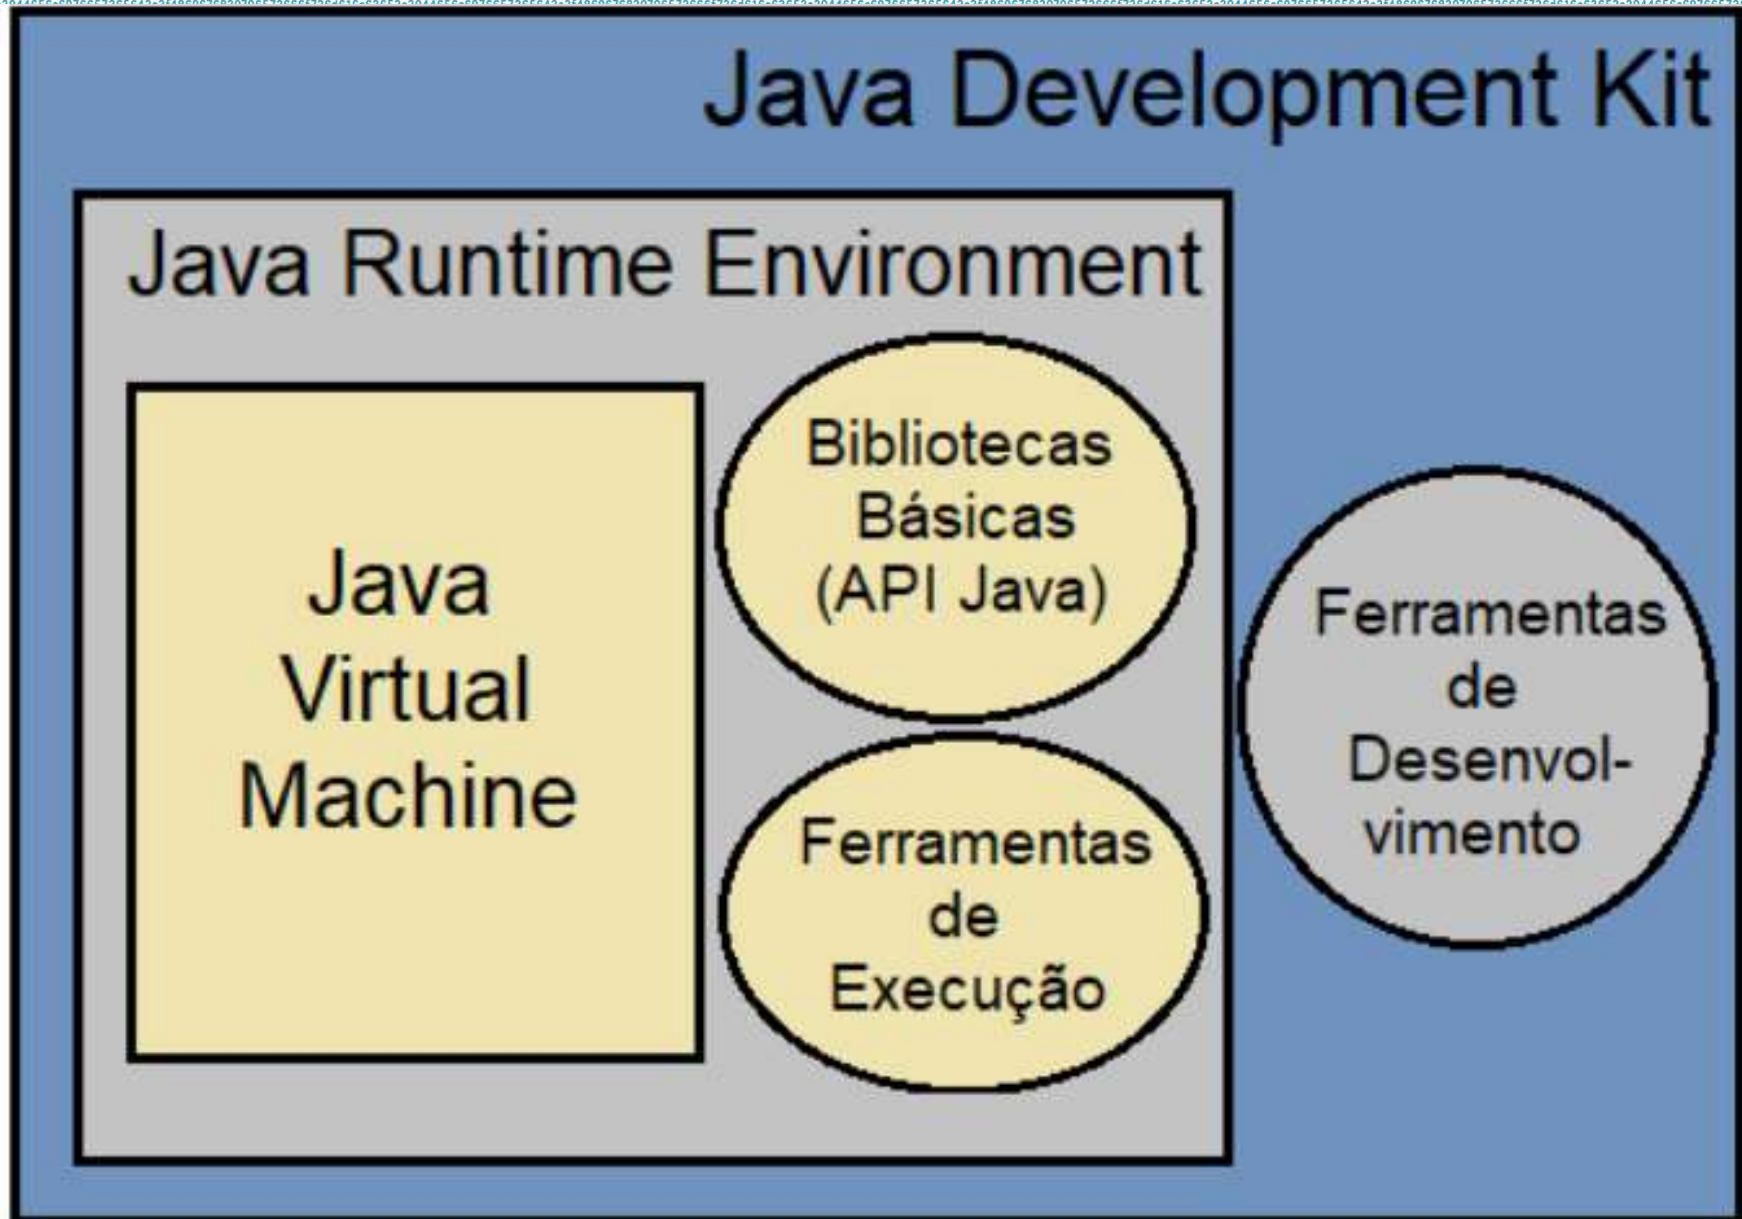 Java Development Kit
Java Runtime Environment
Java
Virtual
Machine
Bibliotecas
Básicas
(API Java)
Ferramentas
de
Execução
Ferramentas
de
Desenvol-
vimento